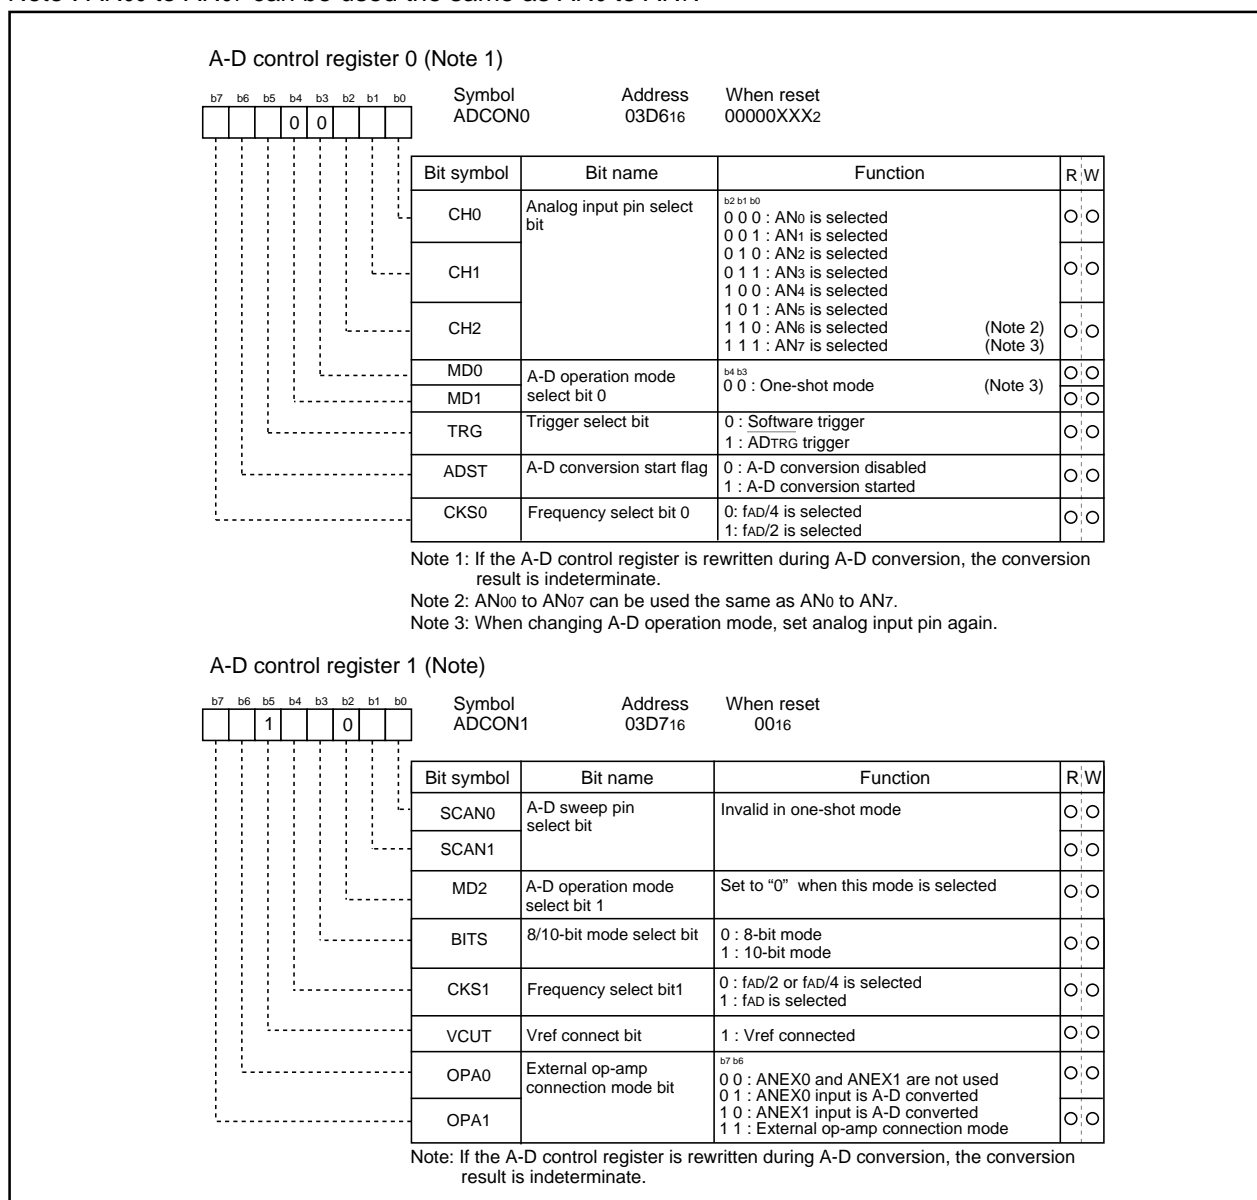 A-D control register 0 (Note 1)
b7 b6 b5 b4 b3 b2 b1 b0
0 0
Symbol Address When reset
ADCON0 03D616 00000XXX2
Bit symbol Bit name Function R W
CH0 Analog input pin select bit
b2 b1 b0
0 0 0 : AN0 is selected
0 0 1 : AN1 is selected
0 1 0 : AN2 is selected
CH1
0 1 1 : AN3 is selected
1 0 0 : AN4 is selected
1 0 1 : AN5 is selected
CH2
1 1 0 : AN6 is selected (Note 2)
1 1 1 : AN7 is selected (Note 3)
MD0
MD1
A-D operation mode
select bit 0
b4 b3
0 0 : One-shot mode (Note 3)
TRG Trigger select bit
0 : Software trigger
1 : ADTRG trigger
ADST A-D conversion start flag
0 : A-D conversion disabled
1 : A-D conversion started
CKS0 Frequency select bit 0
0: fAD/4 is selected
1: fAD/2 is selected
Note 1: If the A-D control register is rewritten during A-D conversion, the conversion
result is indeterminate.
Note 2: AN00 to AN07 can be used the same as AN0 to AN7.
Note 3: When changing A-D operation mode, set analog input pin again.
A-D control register 1 (Note)
b7 b6 b5 b4 b3 b2 b1 b0
1 0
Symbol Address When reset
ADCON1 03D716 0016
Bit symbol Bit name Function R W
SCAN0
SCAN1
A-D sweep pin
select bit
Invalid in one-shot mode
MD2
A-D operation mode
select bit 1
Set to “0” when this mode is selected
BITS 8/10-bit mode select bit
0 : 8-bit mode
1 : 10-bit mode
CKS1 Frequency select bit1
0 : fAD/2 or fAD/4 is selected
1 : fAD is selected
VCUT Vref connect bit 1 : Vref connected
OPA0
OPA1
External op-amp
connection mode bit
b7 b6
0 0 : ANEX0 and ANEX1 are not used
0 1 : ANEX0 input is A-D converted
1 0 : ANEX1 input is A-D converted
1 1 : External op-amp connection mode
Note: If the A-D control register is rewritten during A-D conversion, the conversion
result is indeterminate.